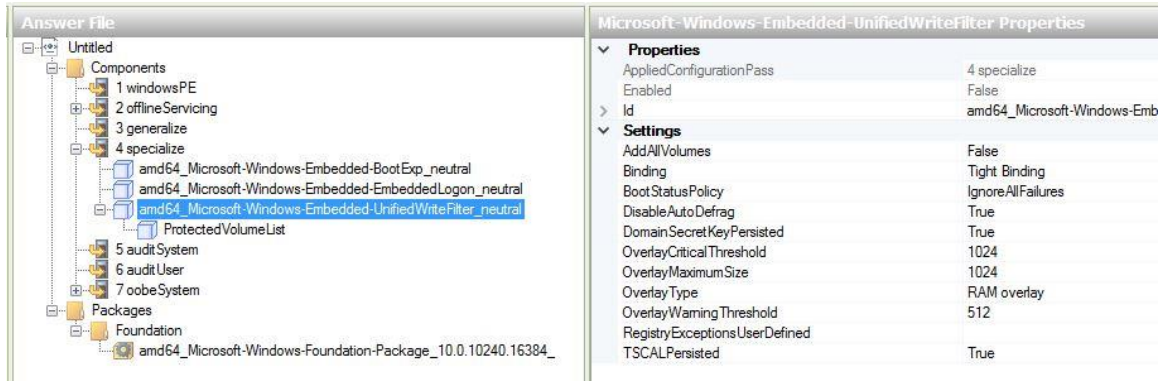 Answer File
Untitled
Components
1 windowsPE
2 offlineServicing
3 generalize
4 specialize
amd64_Microsoft-Windows-Embedded-BootExp_neutral
amd64_Microsoft-Windows-Embedded-EmbeddedLogon_neutral
amd64_Microsoft-Windows-Embedded-UnifiedWriteFilter_neutral
ProtectedVolumeList
5 auditSystem
6 auditUser
7 oobeSystem
Packages
Foundation
amd64_Microsoft-Windows-Foundation-Package_10.0.10240.16384_
Microsoft-Windows-Embedded-UnifiedWriteFilter Properties
Properties
AppliedConfigurationPass 4 specialize
Enabled False
Id amd64_Microsoft-Windows-Emb
Settings
AddAllVolumes False
Binding Tight Binding
BootStatusPolicy IgnoreAllFailures
DisableAutoDefrag True
DomainSecretKeyPersisted True
OverlayCriticalThreshold 1024
OverlayMaximumSize 1024
OverlayType RAM overlay
OverlayWarningThreshold 512
RegistryExceptionsUserDefined
TSCALPersisted True